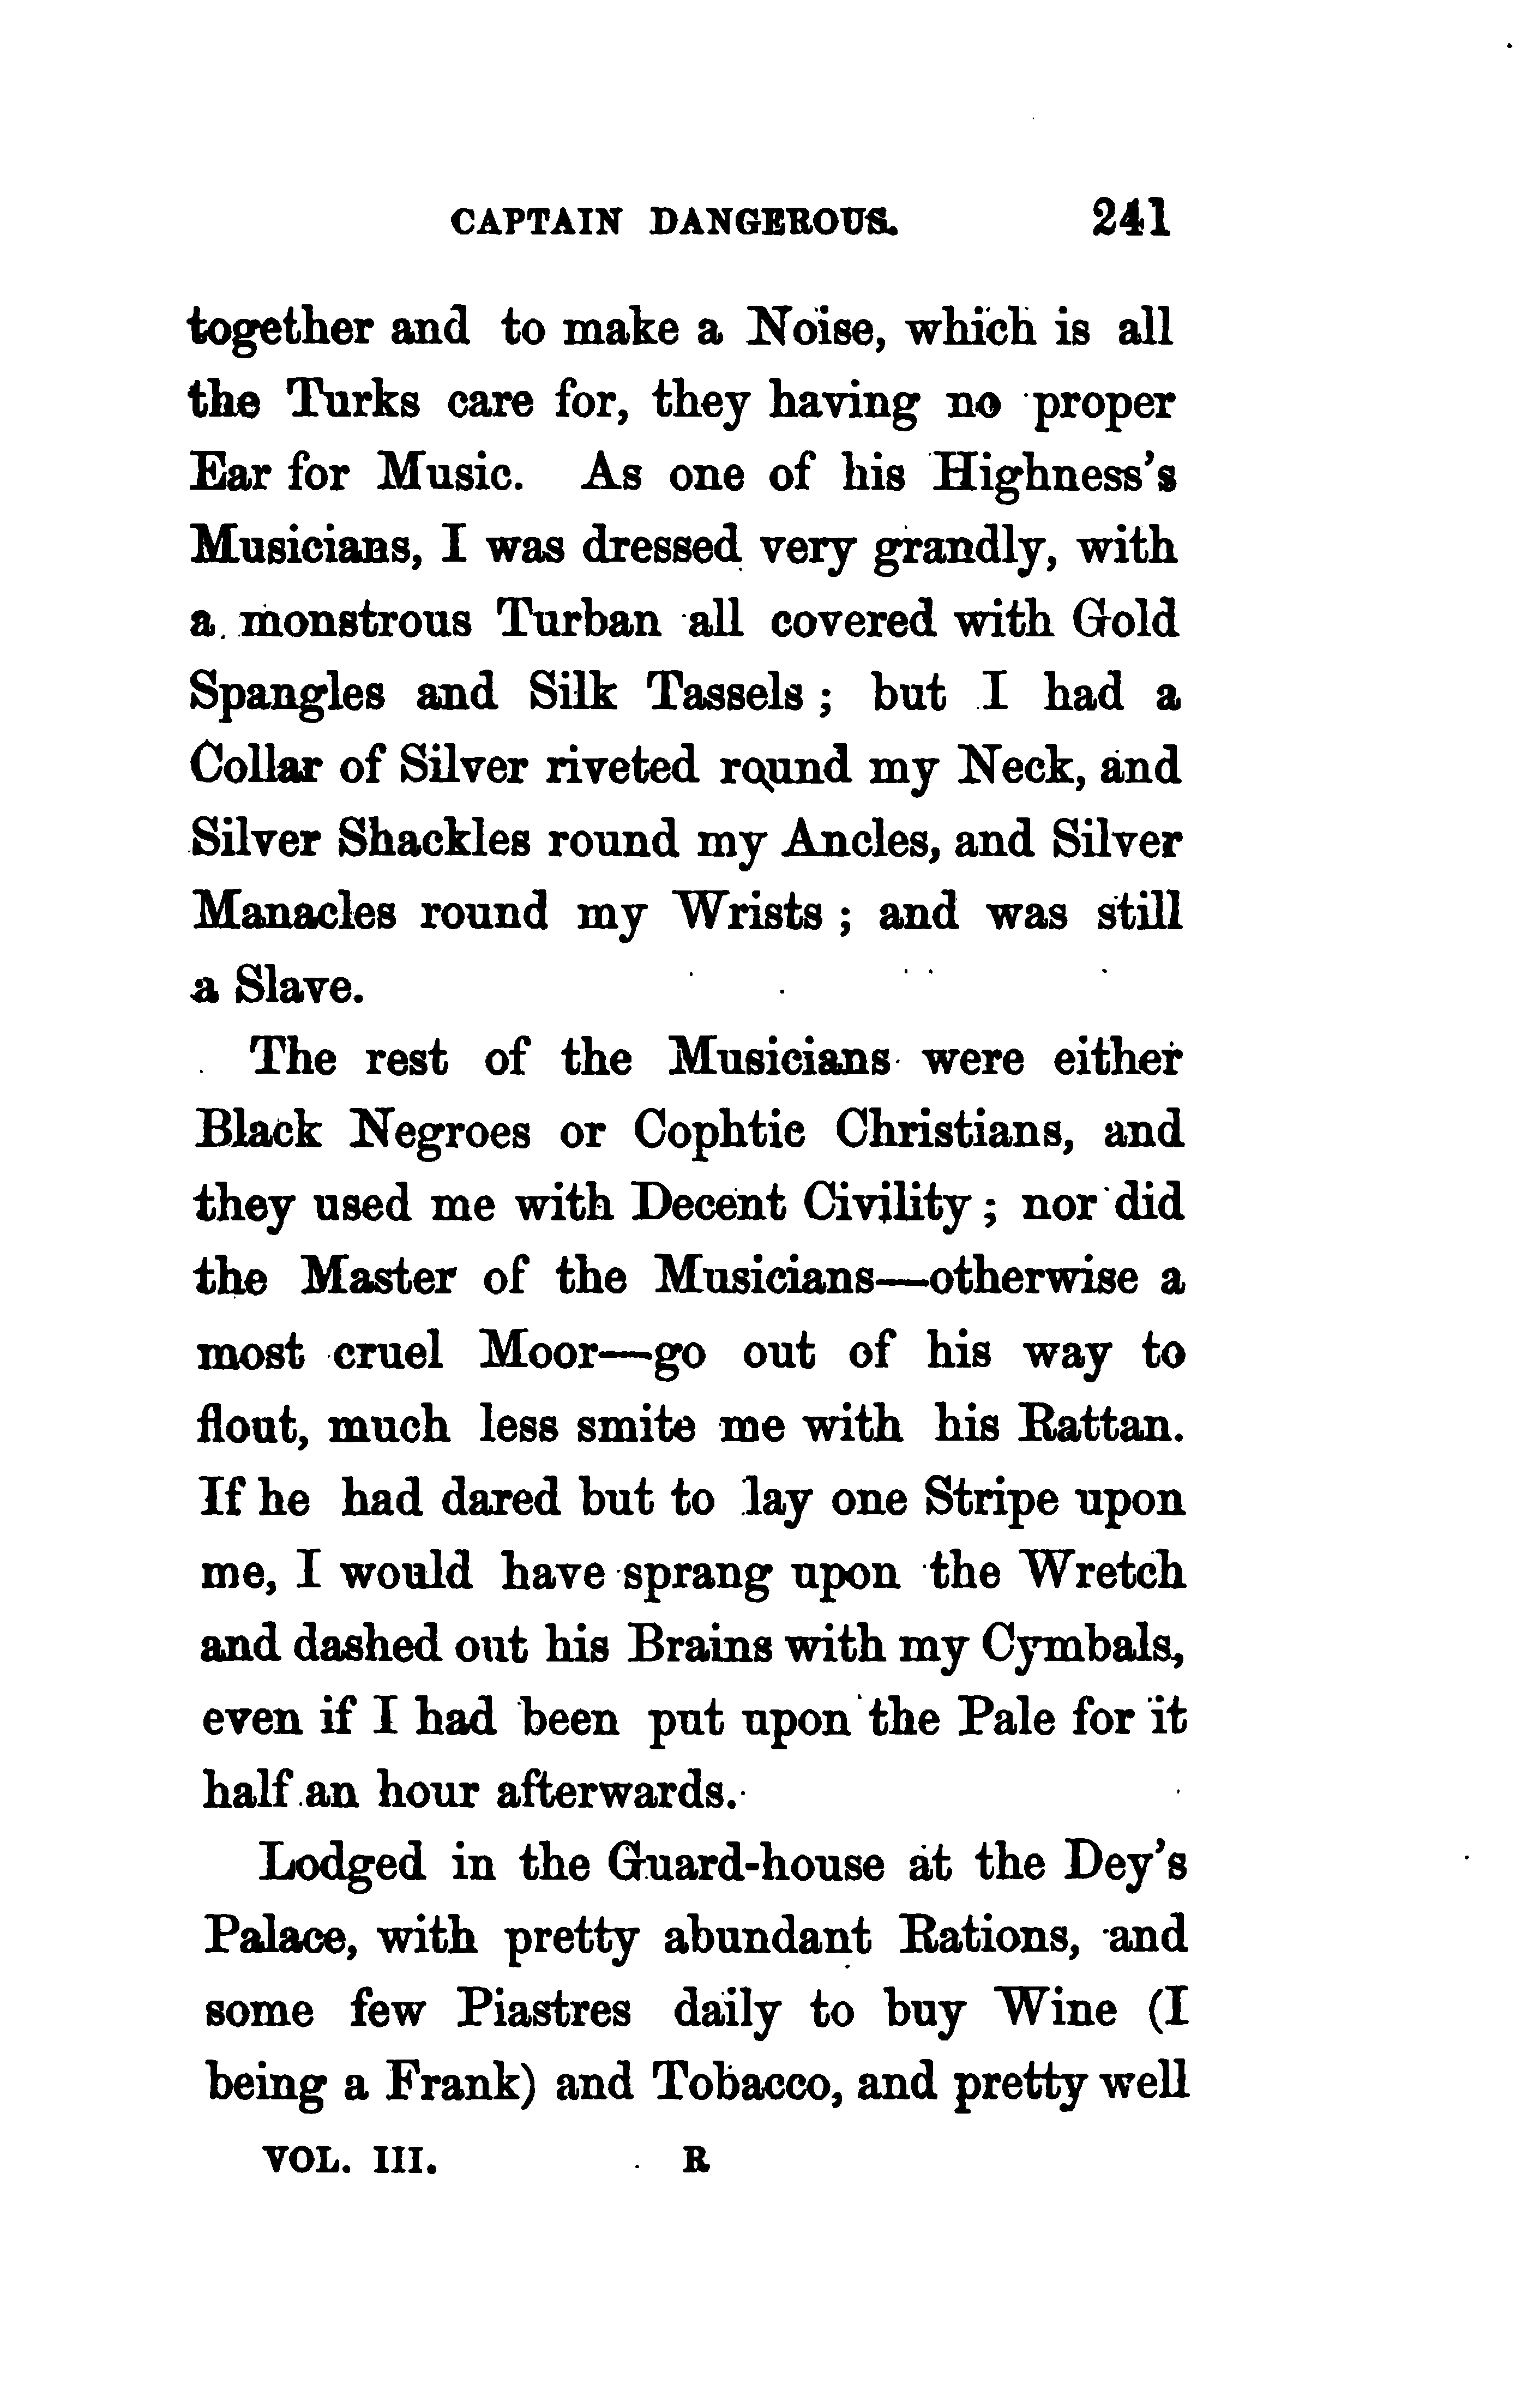 CAPTAIN DANGEROUS. 241
together and to make a Noise, which is all
the Turks care for, they having no proper
Ear for Music. As one of his Highness's
Musicians, I was dressed very grandly, with
a monstrous Turban all covered with Gold
Spangles and Silk Tassels; but I had a
Collar of Silver riveted round my Neck, and
Silver Shackles round my Ancles, and Silver
Manacles round my Wrists; and was still
a Slave.
The rest of the Musicians were either
Black Negroes or Cophtic Christians, and
they used me with Decent Civility; nor did
the Master of the Musicians—otherwise a
most cruel Moor—go out of his way to
flout, much less smite me with his Rattan.
If he had dared but to lay one Stripe upon
me, I would have sprang upon the Wretch
and dashed out his Brains with my Cymbals,
even if I had been put upon the Pale for it
half an hour afterwards.
Lodged in the Guard-house at the Dey's
Palace, with pretty abundant Rations, and
some few Piastres daily to buy Wine (I
being a Frank) and Tobacco, and pretty well
VOL. III. R